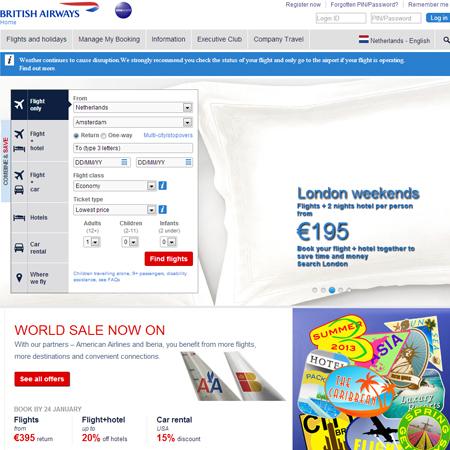 BRITISH AIRWAYS
Home
Register now | Forgotten PIN/Password? | Remember me
Login ID PIN/Password Log in
Flights and holidays Manage My Booking Information Executive Club Company Travel Netherlands - English
Weather continues to cause disruption.We strongly recommend you check the status of your flight and only go to the airport if your flight is operating.
Find out more.
COMBINE & SAVE
Flight
only
Flight
+
hotel
Flight
+
car
Hotels
Car
rental
Where
we fly
From
Netherlands
Amsterdam
Return One-way Multi-city/stopovers
To (type 3 letters)
DD/MM/YY DD/MM/YY
Flight class
Economy
Ticket type
Lowest price
Adults Children Infants
(12+) (2-11) (2 under)
1 0 0
Find flights
Children travelling alone, 9+ passengers, disability
assistance, see FAQs
London weekends
Flights + 2 nights hotel per person
from
€195
Book your flight + hotel together to
save time and money
Search London
WORLD SALE NOW ON
With our partners – American Airlines and Iberia, you benefit from more flights,
more destinations and convenient connections.
See all offers
AA
BOOK BY 24 JANUARY
Flights Flight+hotel Car rental
from up to USA
€395 return 20% off hotels 15% discount
SUMMER
2013
ASIA
HOTEL
THE
CARIBBEAN
Luxury
Resorts
CITY
FLIGHT
SPRING